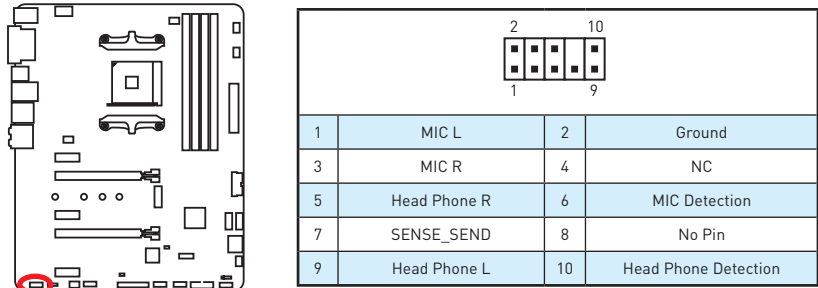 2 10
1 9
1 MIC L 2 Ground
3 MIC R 4 NC
5 Head Phone R 6 MIC Detection
7 SENSE_SEND 8 No Pin
9 Head Phone L 10 Head Phone Detection